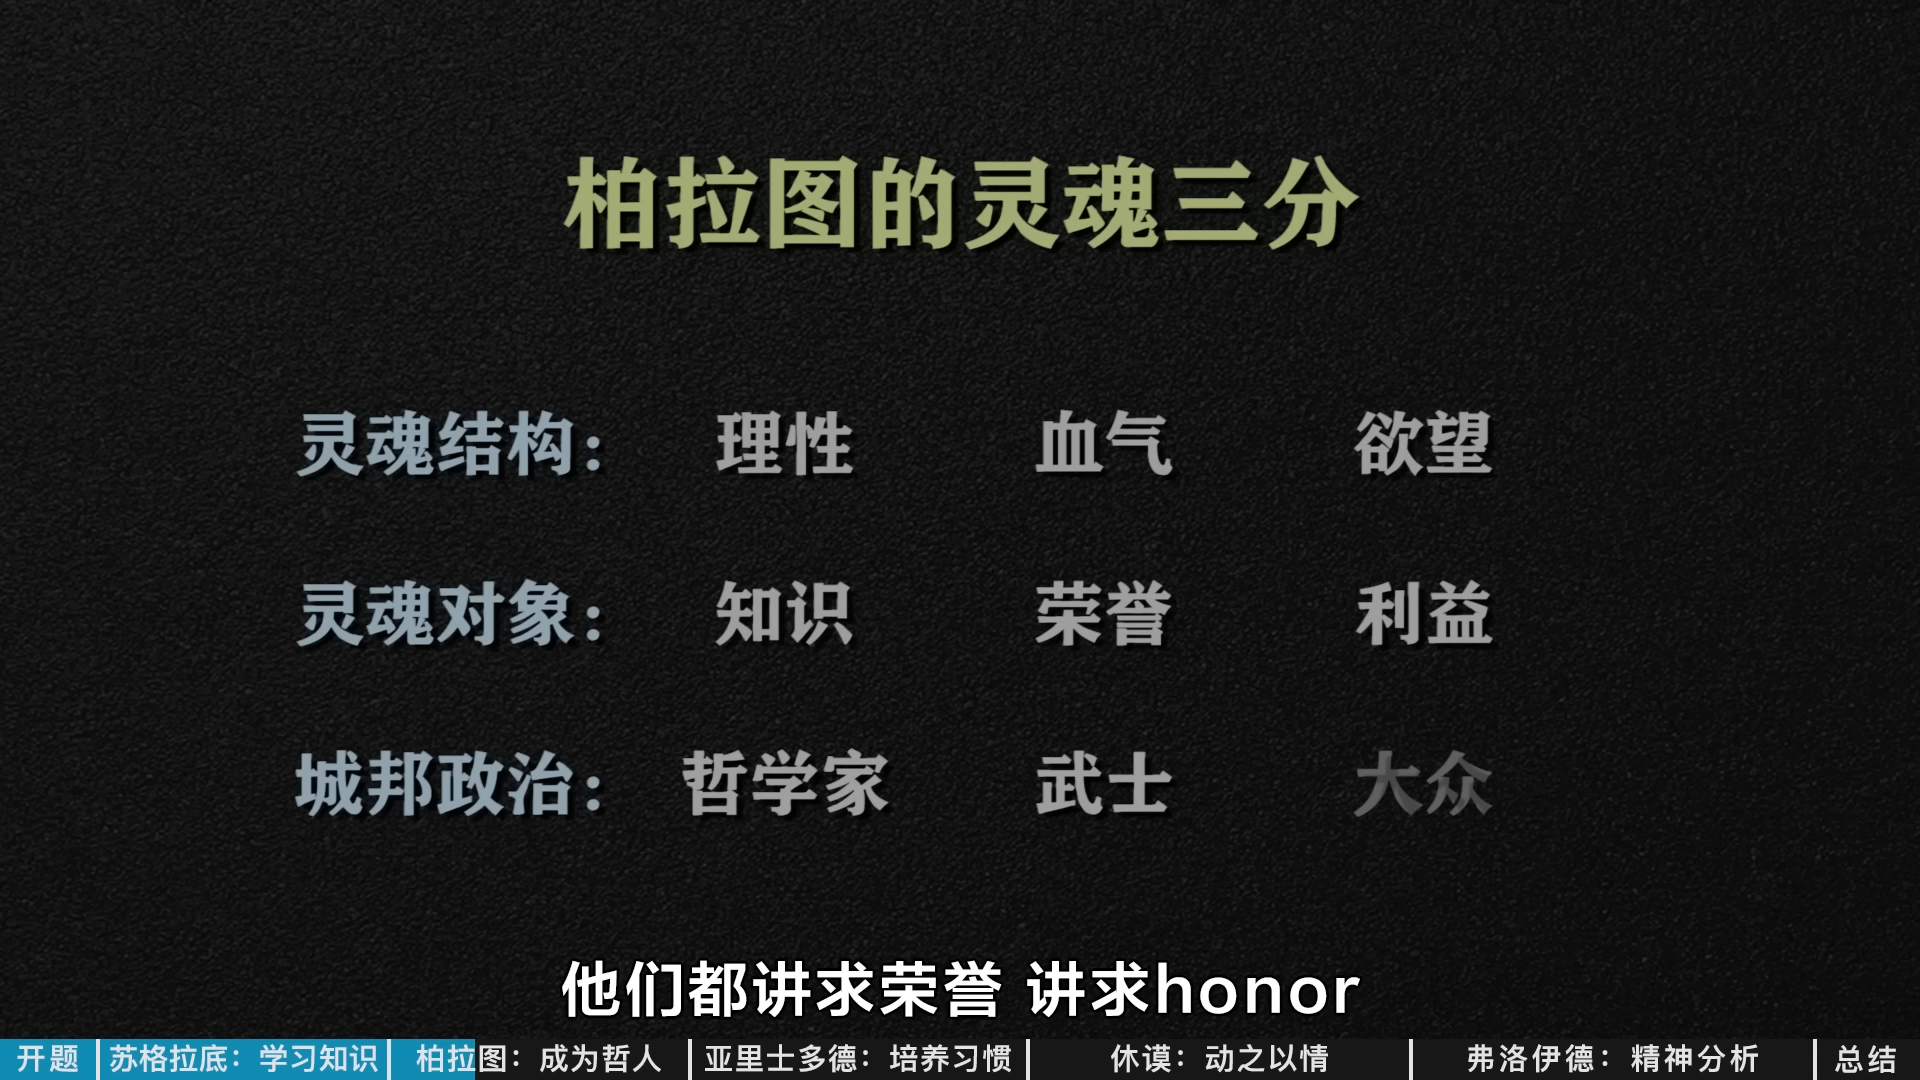 柏拉图的灵魂三分
灵魂结构： 理性 血气 欲望
灵魂对象： 知识 荣誉 利益
城邦政治： 哲学家 武士 大众
他们都讲求荣誉 讲求honor
开题 苏格拉底：学习知识 柏拉图：成为哲人 亚里士多德：培养习惯 休谟：动之以情 弗洛伊德：精神分析 总结